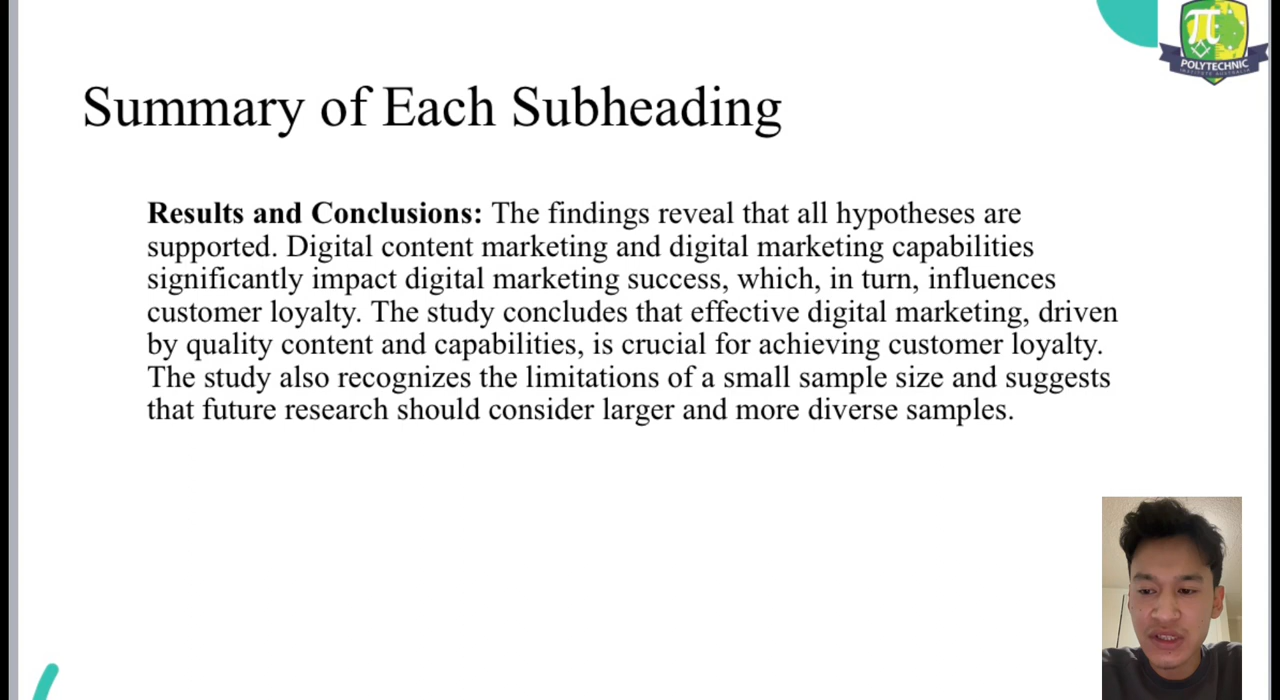 POLYTECHNIC
INSTITUTE AUSTRALIA
Summary of Each Subheading
Results and Conclusions: The findings reveal that all hypotheses are
supported. Digital content marketing and digital marketing capabilities
significantly impact digital marketing success, which, in turn, influences
customer loyalty. The study concludes that effective digital marketing, driven
by quality content and capabilities, is crucial for achieving customer loyalty.
The study also recognizes the limitations of a small sample size and suggests
that future research should consider larger and more diverse samples.